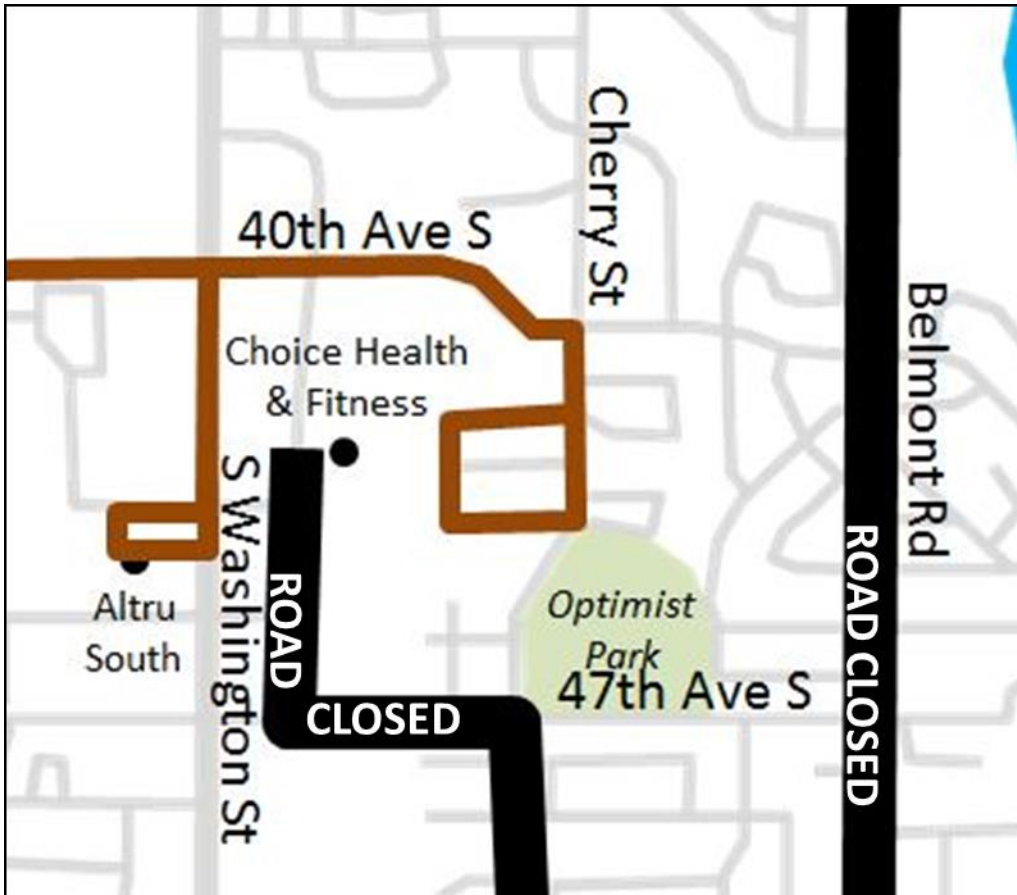 Cherry St
40th Ave S
Belmont Rd
Choice Health
& Fitness
S Washington St
ROAD
CLOSED
ROAD CLOSED
Altru
South
Optimist
Park
47th Ave S